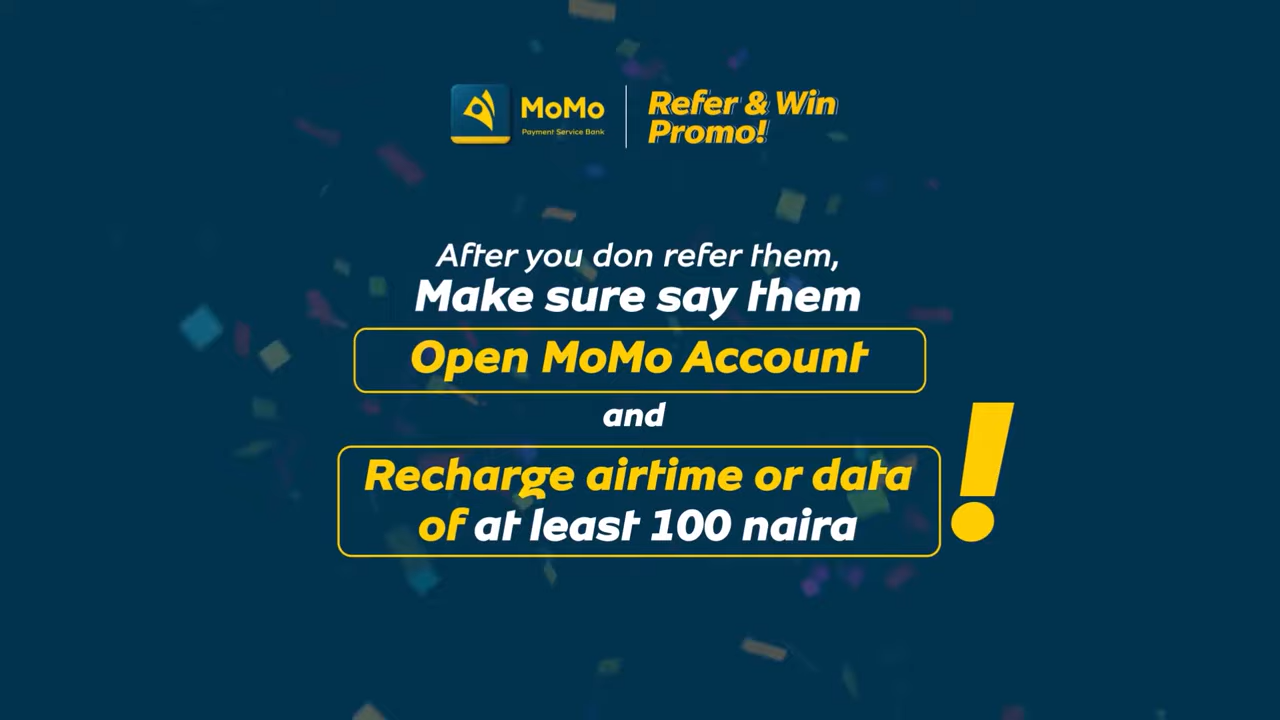 MoMo
Payment Service Bank
Refer & Win
Promo!
After you don refer them,
Make sure say them
Open MoMo Account
and
Recharge airtime or data
of at least 100 naira
!